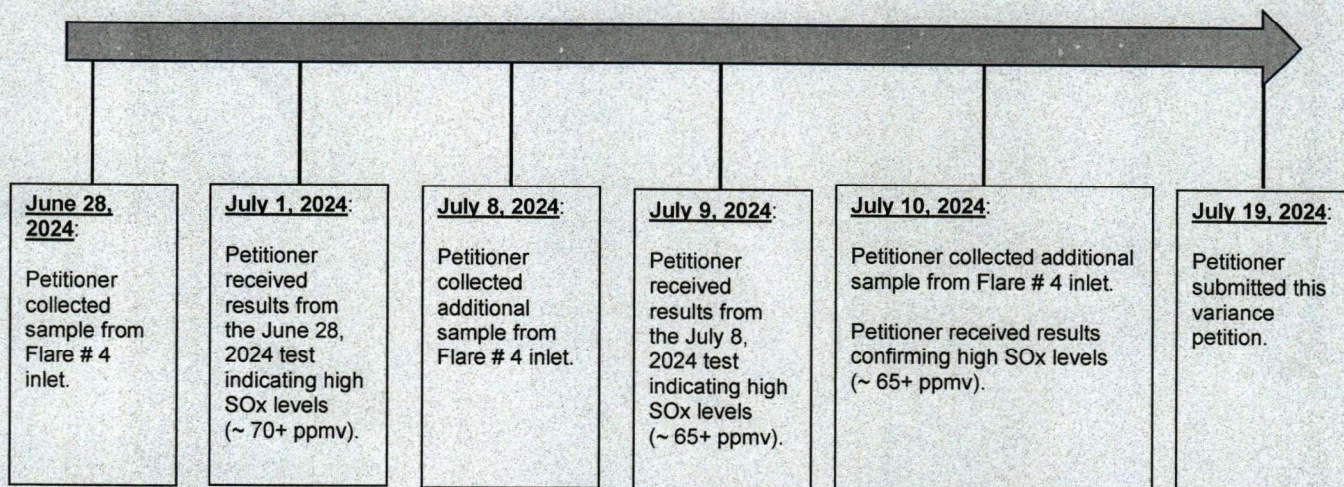 June 28,
2024:
Petitioner
collected
sample from
Flare # 4
inlet.
July 1, 2024:
Petitioner
received
results from
the June 28,
2024 test
indicating high
SOx levels
(~ 70+ ppmv).
July 8, 2024:
Petitioner
collected
additional
sample from
Flare # 4 inlet.
July 9, 2024:
Petitioner
received
results from
the July 8,
2024 test
indicating high
SOx levels
(~ 65+ ppmv).
July 10, 2024:
Petitioner collected additional
sample from Flare # 4 inlet.
Petitioner received results
confirming high SOx levels
(~ 65+ ppmv).
July 19, 2024:
Petitioner
submitted this
variance
petition.